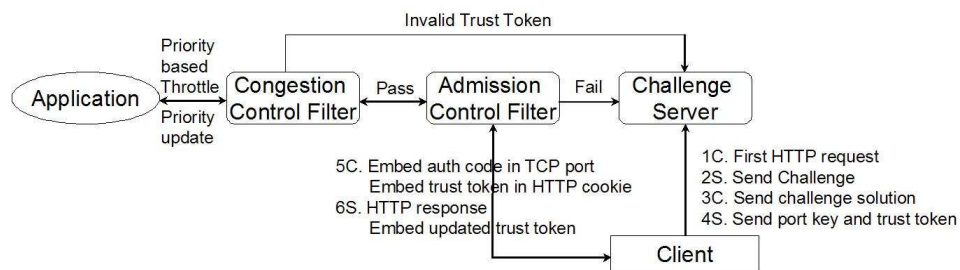 Invalid Trust Token
Priority
based
Throttle
Priority
update
Application
Congestion
Control Filter
Pass
Admission
Control Filter
Fail
Challenge
Server
5C. Embed auth code in TCP port
Embed trust token in HTTP cookie
6S. HTTP response
Embed updated trust token
1C. First HTTP request
2S. Send Challenge
3C. Send challenge solution
4S. Send port key and trust token
Client